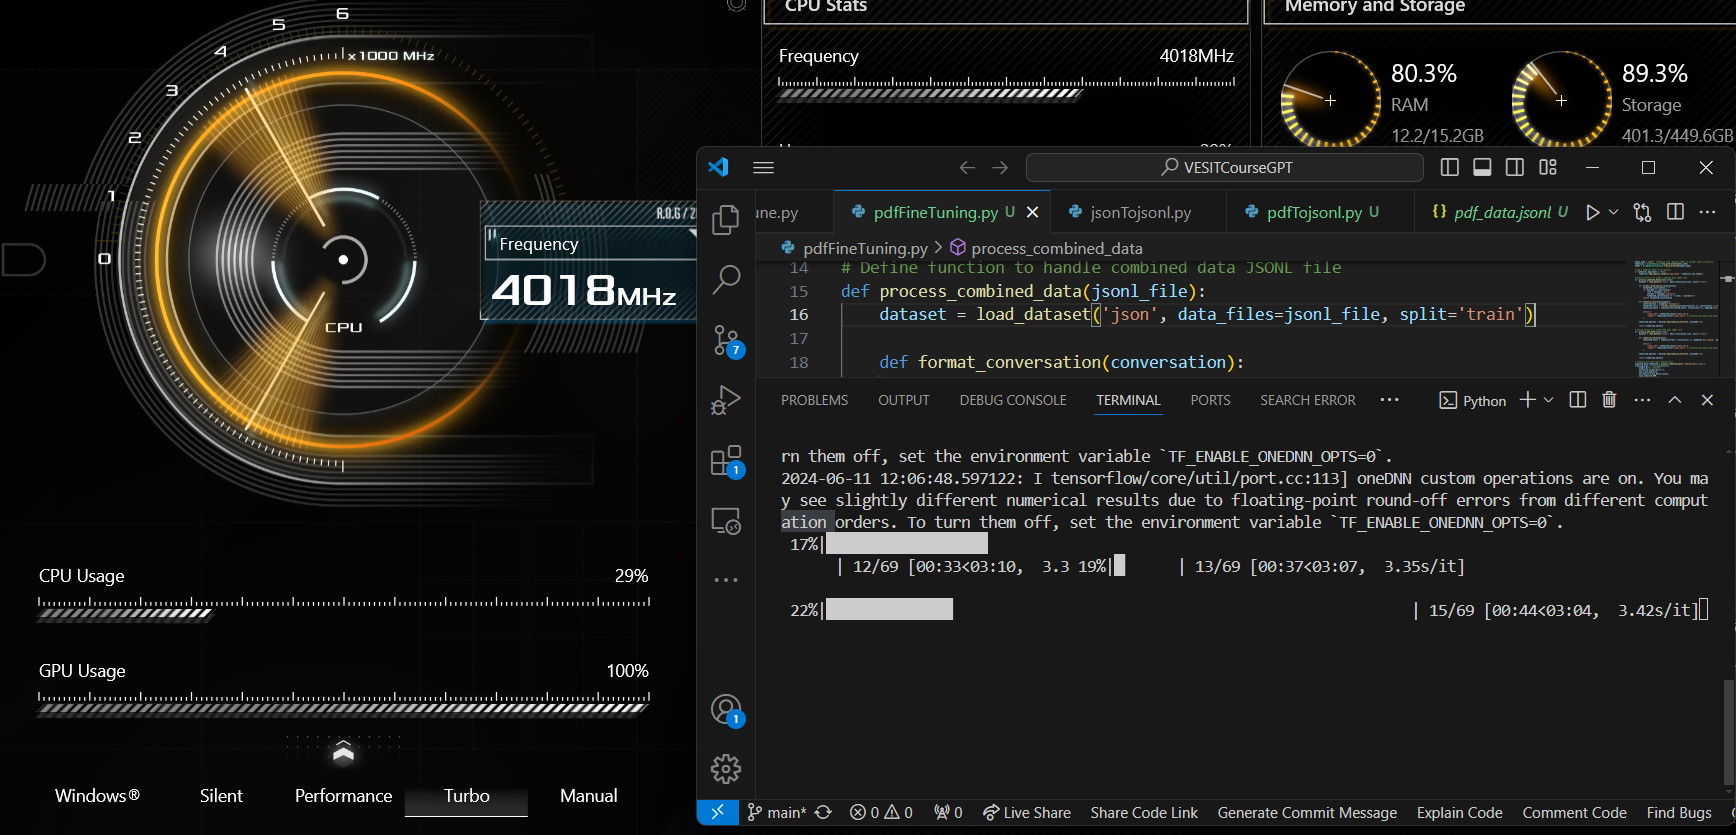 6
5
4
x1000 MHz
3
2
1
0
CPU
R.O.G / 2
Frequency
4018MHz
CPU Usage
29%
GPU Usage
100%
Windows®
Silent
Performance
Turbo
Manual
CPU Stats
Frequency
4018MHz
Memory and Storage
80.3%
RAM
12.2/15.2GB
89.3%
Storage
401.3/449.6GB
VESITCourseGPT
une.py
pdfFineTuning.py U
jsonTojsonl.py
pdfTojsonl.py U
{} pdf_data.jsonl U
pdfFineTuning.py > process_combined_data
14 # Define function to handle combined data JSONL file
15 def process_combined_data(jsonl_file):
16 dataset = load_dataset('json', data_files=jsonl_file, split='train')
17
18 def format_conversation(conversation):
7
1
1
PROBLEMS OUTPUT DEBUG CONSOLE TERMINAL PORTS SEARCH ERROR ... Python
rn them off, set the environment variable `TF_ENABLE_ONEDNN_OPTS=0`.
2024-06-11 12:06:48.597122: I tensorflow/core/util/port.cc:113] oneDNN custom operations are on. You ma
y see slightly different numerical results due to floating-point round-off errors from different comput
ation orders. To turn them off, set the environment variable `TF_ENABLE_ONEDNN_OPTS=0`.
17%|
| 12/69 [00:33<03:10, 3.3 19%| | 13/69 [00:37<03:07, 3.35s/it]
22%| | 15/69 [00:44<03:04, 3.42s/it]
main* 0 0 0 Live Share Share Code Link Generate Commit Message Explain Code Comment Code Find Bugs